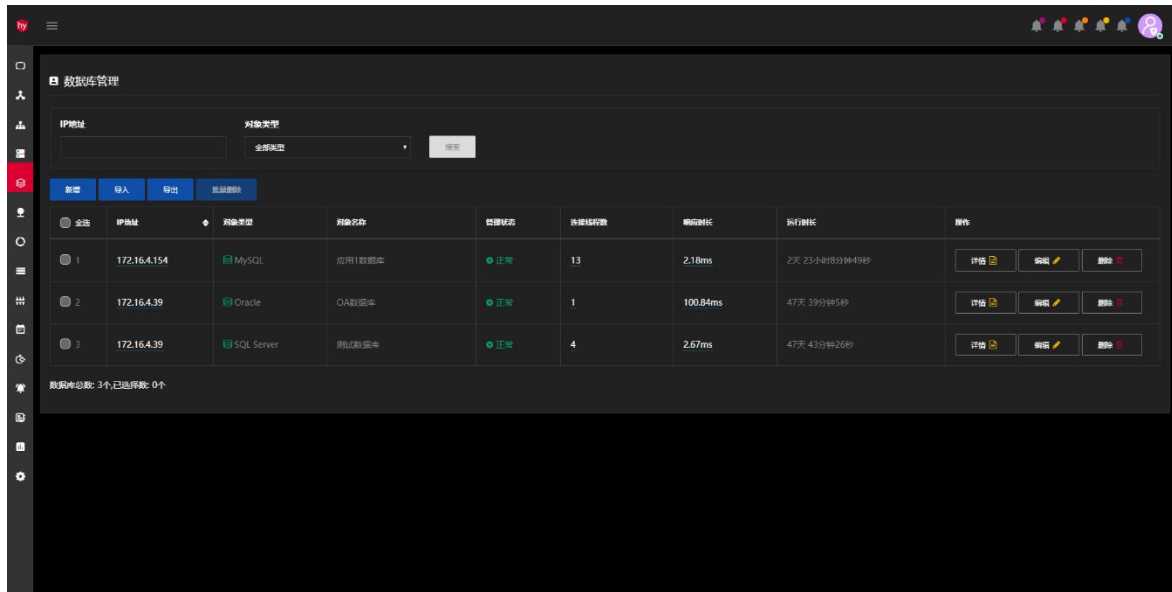 hy
数据库管理
IP地址 对象类型
全部类型 搜索
新增 导入 导出 批量删除
全选 IP地址 对象类型 对象名称 管理状态 连接线程数 响应时长 运行时长 操作
1 172.16.4.154 MySQL 应用1数据库 正常 13 2.18ms 2天 23小时8分钟49秒 详情 编辑 删除
2 172.16.4.39 Oracle OA数据库 正常 1 100.84ms 47天 39分钟5秒 详情 编辑 删除
3 172.16.4.39 SQL Server 测试数据库 正常 4 2.67ms 47天 43分钟26秒 详情 编辑 删除
数据库总数: 3个,已选择数: 0个